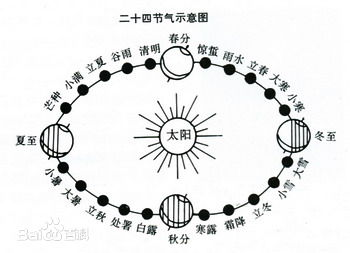 二十四节气示意图
春分
清明
谷雨
立夏
小满
芒种
夏至
小暑
大暑
立秋
处署
白露
秋分
寒露
霜降
立冬
小雪
大雪
冬至
小寒
大寒
立春
雨水
惊蛰
太阳
Baidu百科